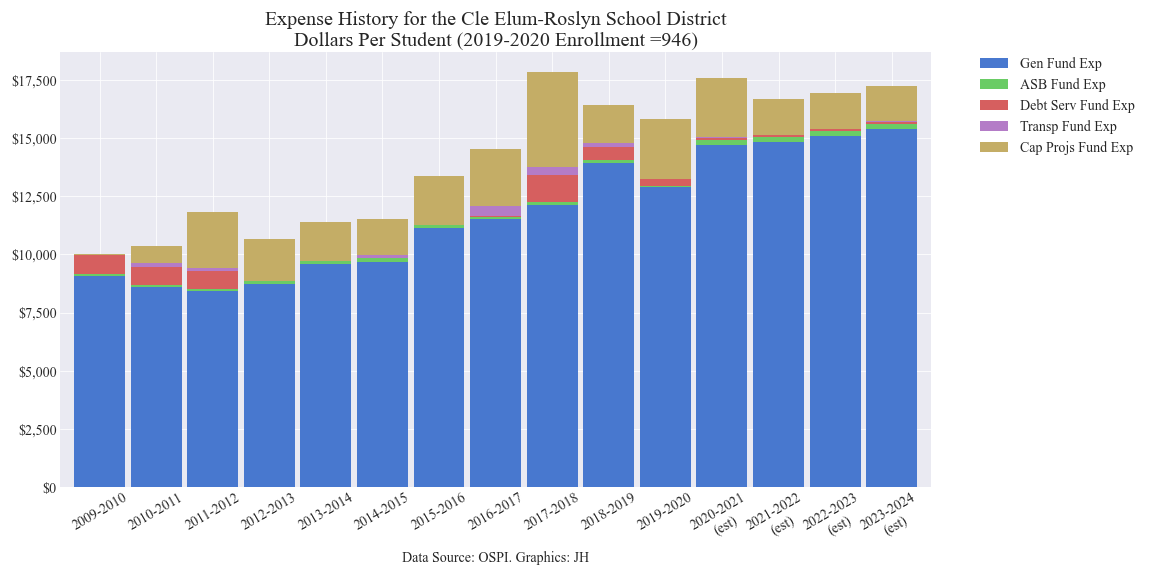 Expense History for the Cle Elum-Roslyn School District
Dollars Per Student (2019-2020 Enrollment =946)
$17,500
$15,000
$12,500
$10,000
$7,500
$5,000
$2,500
$0
2009-2010
2010-2011
2011-2012
2012-2013
2013-2014
2014-2015
2015-2016
2016-2017
2017-2018
2018-2019
2019-2020
2020-2021
(est)
2021-2022
(est)
2022-2023
(est)
2023-2024
(est)
Gen Fund Exp
ASB Fund Exp
Debt Serv Fund Exp
Transp Fund Exp
Cap Projs Fund Exp
Data Source: OSPI. Graphics: JH